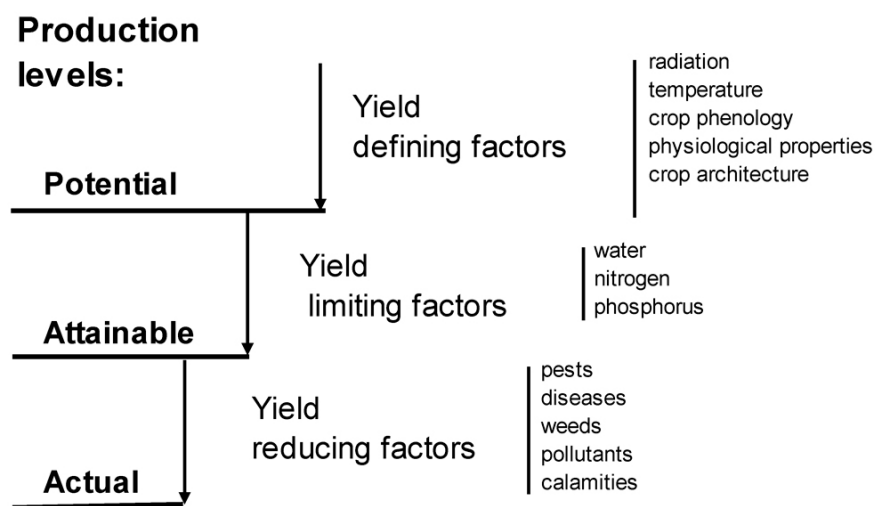 Production
levels:
Yield
defining factors
radiation
temperature
crop phenology
physiological properties
crop architecture
Potential
Yield
limiting factors
water
nitrogen
phosphorus
Attainable
Yield
reducing factors
pests
diseases
weeds
pollutants
calamities
Actual